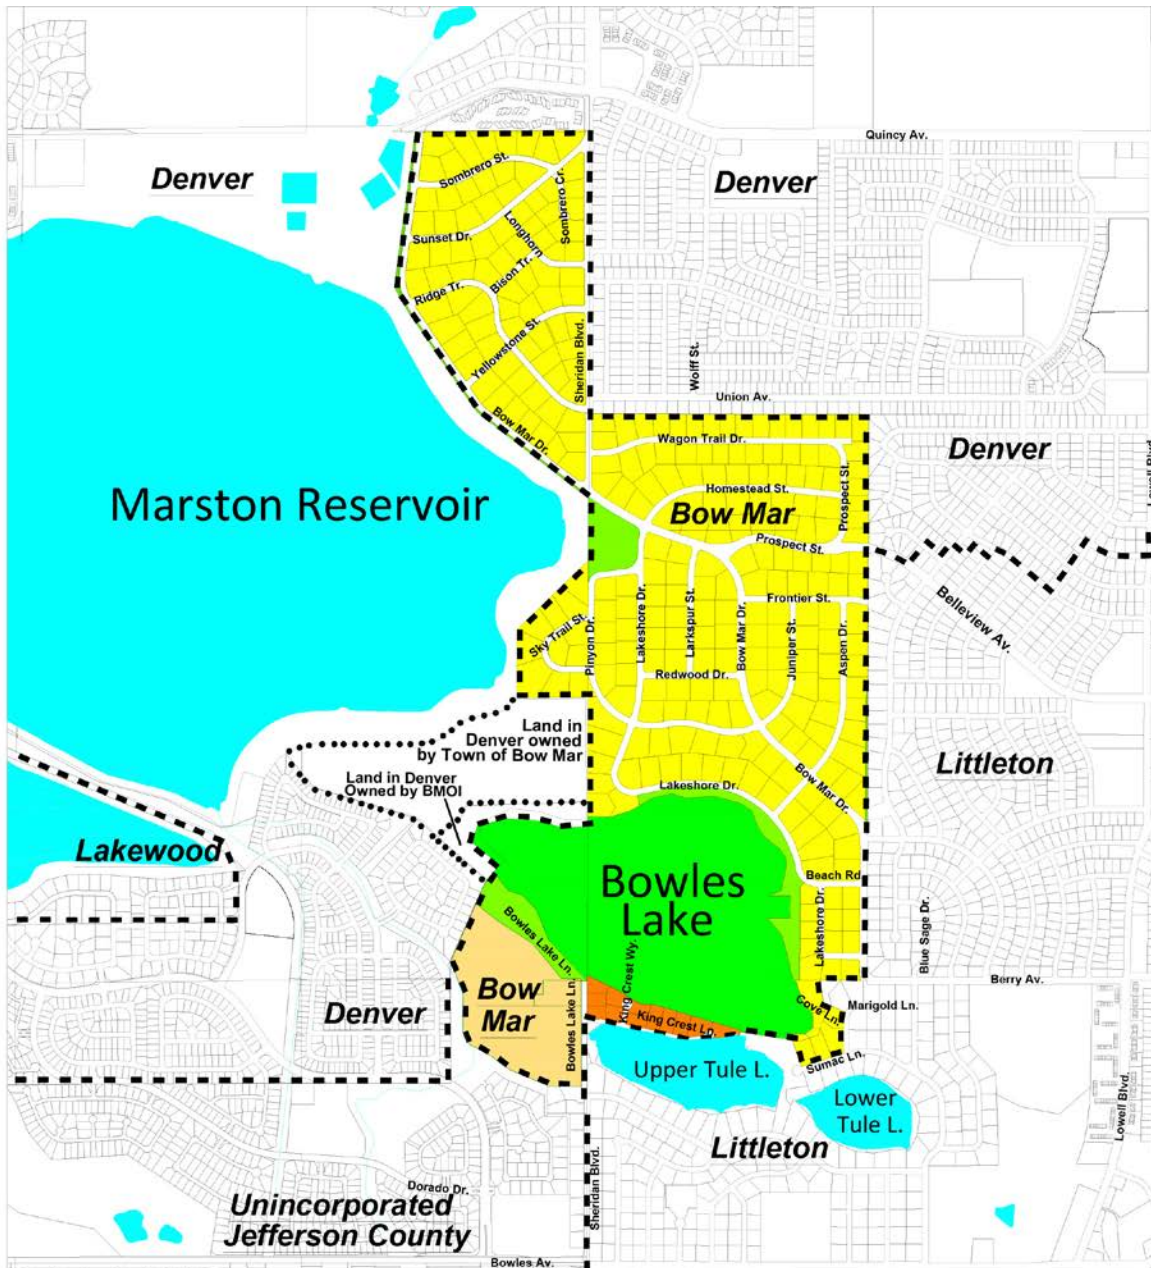 Quincy Av.
Denver
Denver
Sombrero St.
Sombrero Cr.
Longhorn
Sunset Dr.
Bison Tr.
Ridge Tr.
Yellowstone St.
Sheridan Blvd.
Wolff St.
Union Av.
Bow Mar Dr.
Wagon Trail Dr.
Denver
Lowell Blvd.
Marston Reservoir
Homestead St.
Prospect St.
Bow Mar
Prospect St.
Belleview Av.
Frontier St.
Sky Trail St.
Pinyon Dr.
Lakeshore Dr.
Larkspur St.
Bow Mar Dr.
Juniper St.
Aspen Dr.
Redwood Dr.
Land in
Denver owned
by Town of Bow Mar
Littleton
Land in Denver
Owned by BMOI
Lakeshore Dr.
Bow Mar Dr.
Lakewood
Bowles
Lake
Beach Rd
Lakeshore Dr.
Blue Sage Dr.
Bowles Lake Ln.
King Crest Wy.
Berry Av.
Bow
Mar
Bowles Lake Ln.
King Crest Ln.
Cove Ln.
Marigold Ln.
Denver
Sumac Ln.
Upper Tule L.
Lower
Tule L.
Lowell Blvd.
Littleton
Sheridan Blvd.
Dorado Dr.
Unincorporated
Jefferson County
Bowles Av.